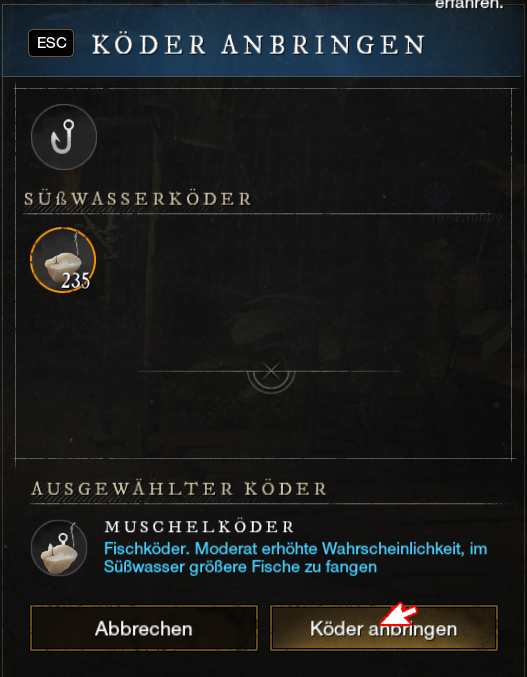 erfahren.
ESC KÖDER ANBRINGEN
SÜßWASSERKÖDER
235
AUSGEWÄHLTER KÖDER
MUSCHELKÖDER
Fischköder. Moderat erhöhte Wahrscheinlichkeit, im
Süßwasser größere Fische zu fangen
Abbrechen Köder anbringen